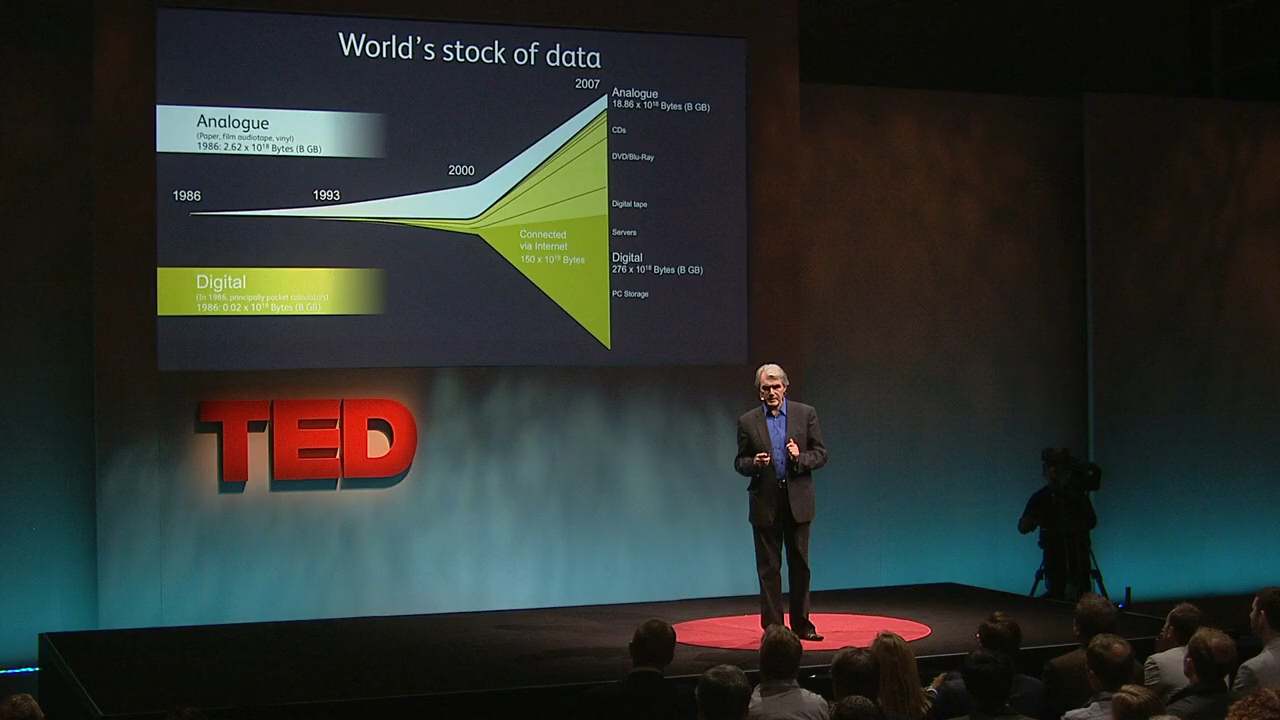 World's stock of data
2007
Analogue
18.86 x 10¹⁸ Bytes (B GB)
CDs
DVD/Blu-Ray
Digital tape
Servers
Digital
276 x 10¹⁸ Bytes (B GB)
PC Storage
Analogue
(Paper, film audiotape, vinyl)
1986: 2.62 x 10¹⁸ Bytes (B GB)
1986
1993
2000
Connected
via Internet
150 x 10¹⁸ Bytes
Digital
(In 1986, principally pocket calculators)
1986: 0.02 x 10¹⁸ Bytes (B GB)
TED